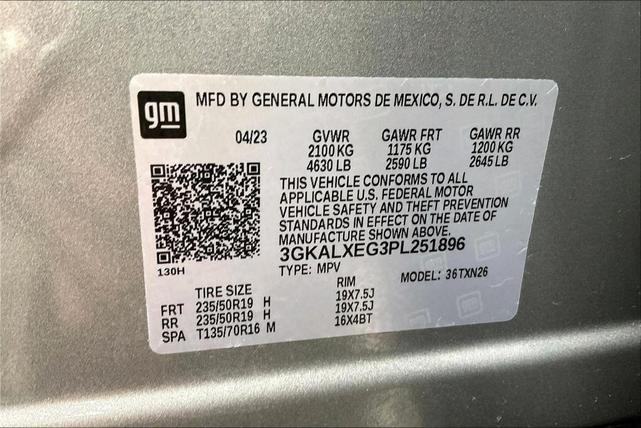 gm MFD BY GENERAL MOTORS DE MEXICO, S. DE R.L. DE C.V.
04/23 GVWR GAWR FRT GAWR RR
2100 KG 1175 KG 1200 KG
4630 LB 2590 LB 2645 LB
THIS VEHICLE CONFORMS TO ALL
APPLICABLE U.S. FEDERAL MOTOR
VEHICLE SAFETY AND THEFT PREVENTION
STANDARDS IN EFFECT ON THE DATE OF
MANUFACTURE SHOWN ABOVE.
3GKALXEG3PL251896
130H TYPE: MPV MODEL: 36TXN26
TIRE SIZE RIM
FRT 235/50R19 H 19X7.5J
RR 235/50R19 H 19X7.5J
SPA T135/70R16 M 16X4BT